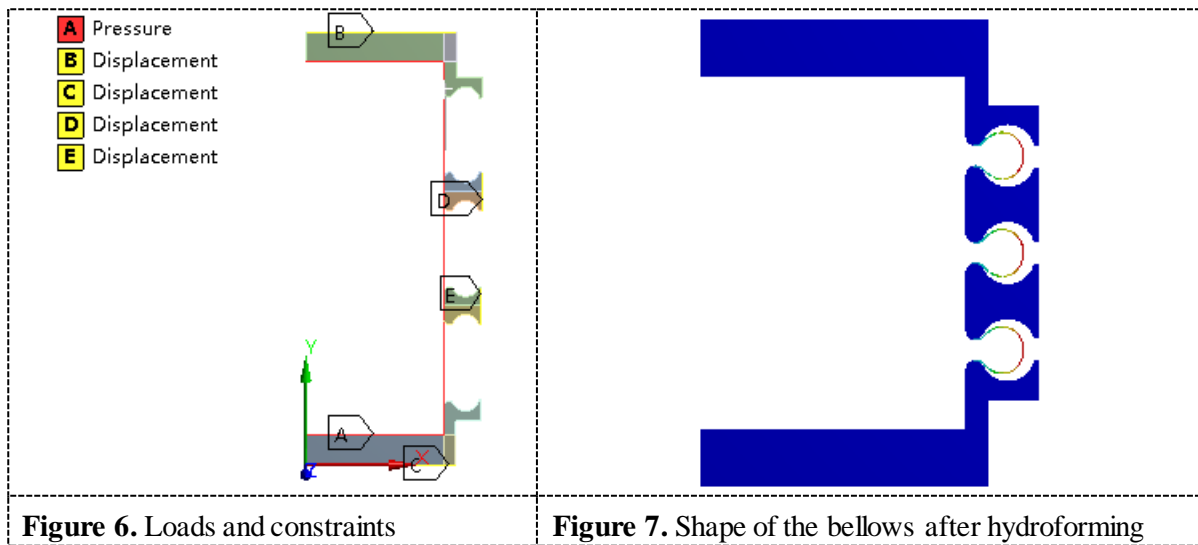 A Pressure
B Displacement
C Displacement
D Displacement
E Displacement
B
D
E
Y
A
X
C
Z
Figure 6. Loads and constraints
Figure 7. Shape of the bellows after hydroforming